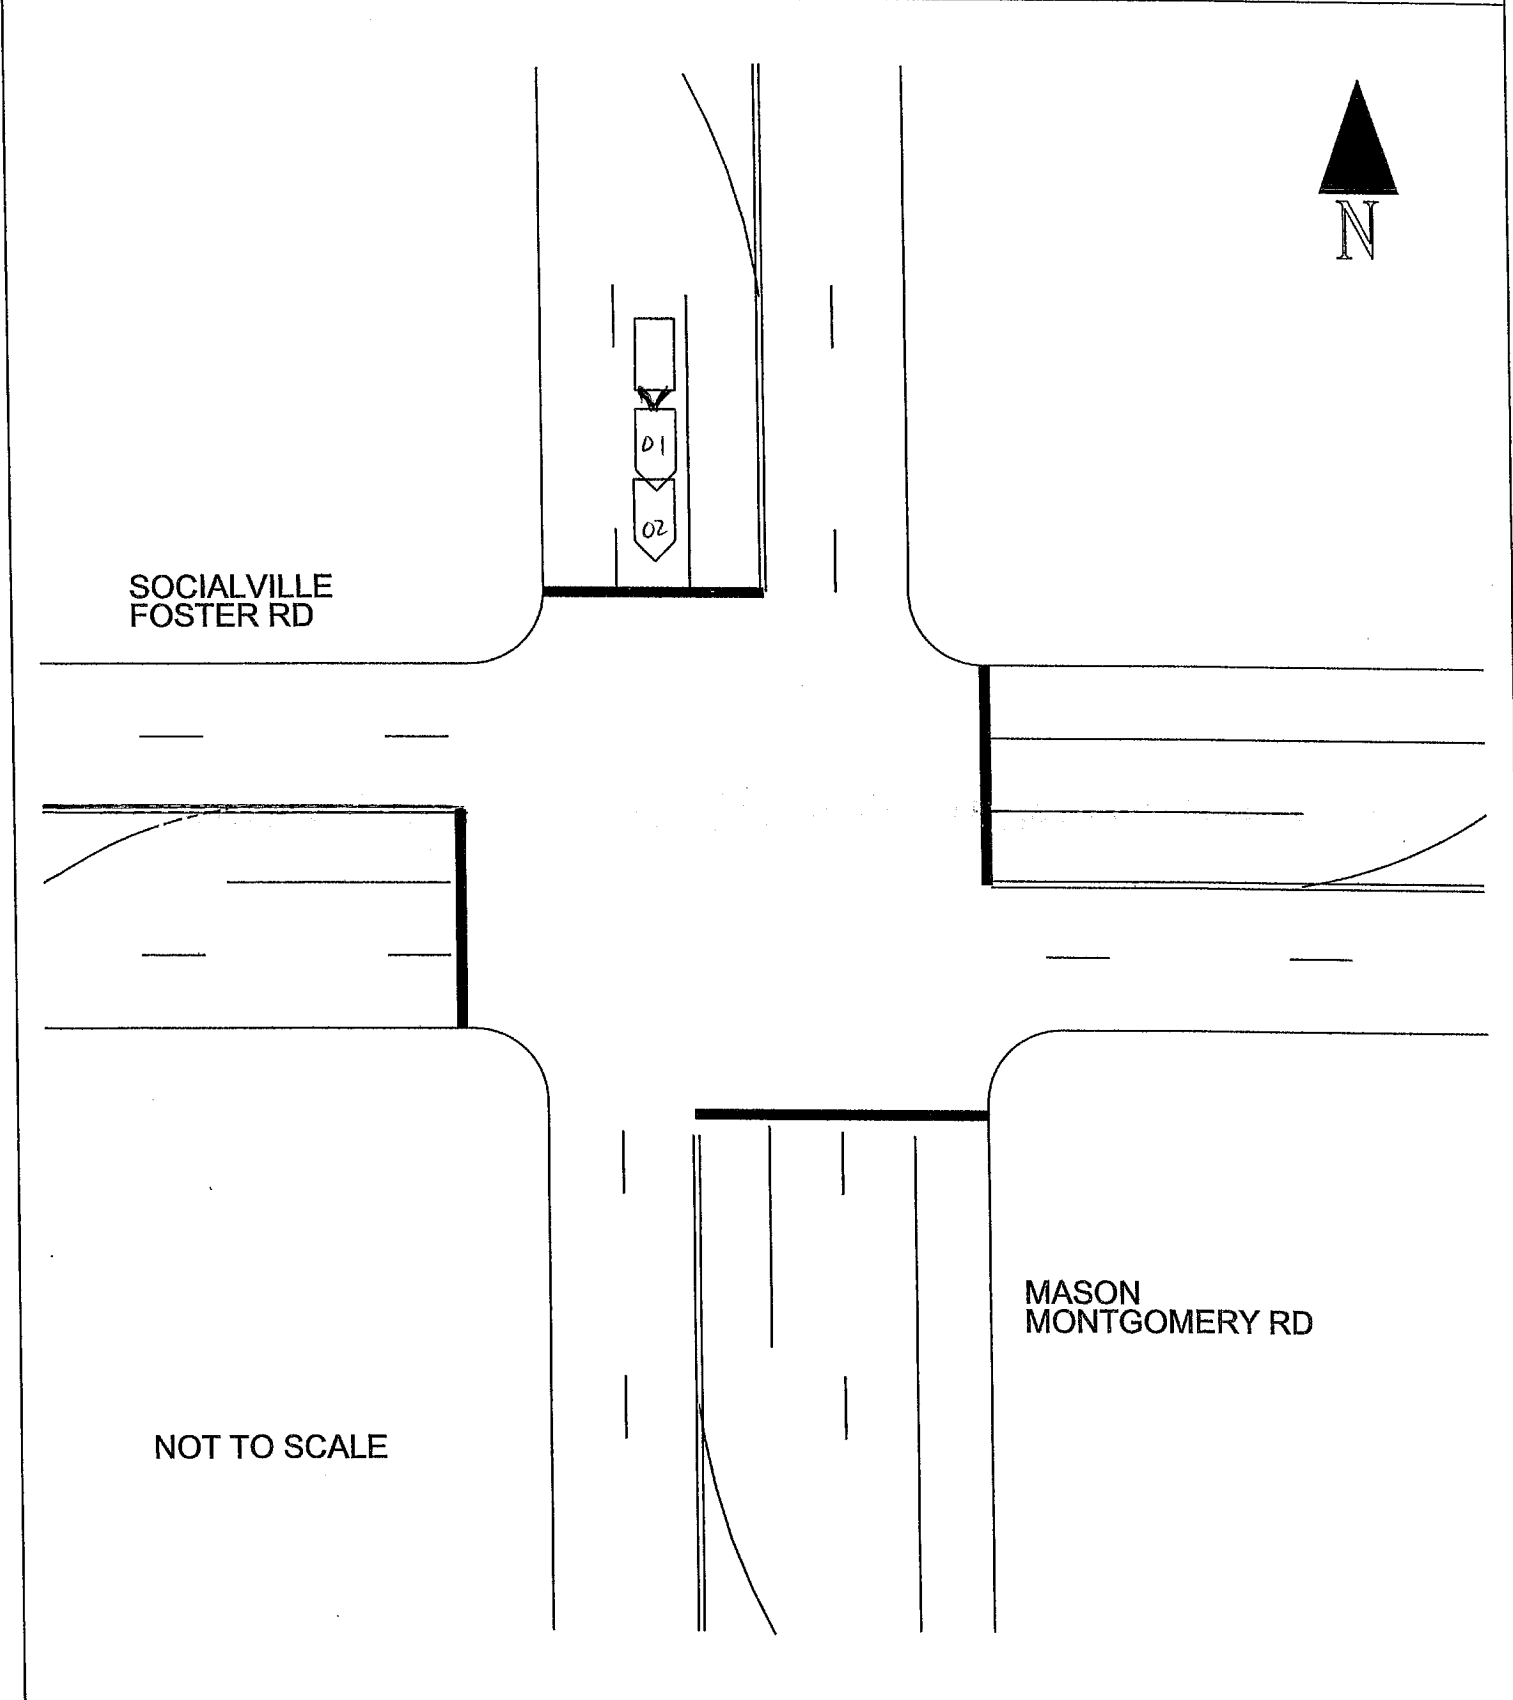 N
01
02
SOCIALVILLE
FOSTER RD
MASON
MONTGOMERY RD
NOT TO SCALE